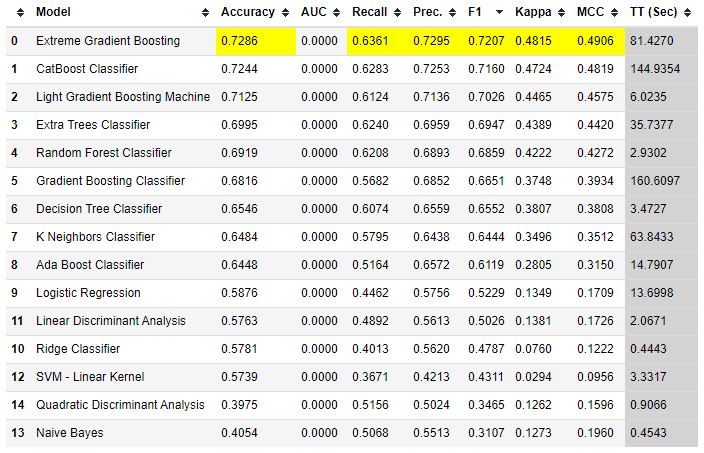 Model Accuracy AUC Recall Prec. F1 Kappa MCC TT (Sec)
0 Extreme Gradient Boosting 0.7286 0.0000 0.6361 0.7295 0.7207 0.4815 0.4906 81.4270
1 CatBoost Classifier 0.7244 0.0000 0.6283 0.7253 0.7160 0.4724 0.4819 144.9354
2 Light Gradient Boosting Machine 0.7125 0.0000 0.6124 0.7136 0.7026 0.4465 0.4575 6.0235
3 Extra Trees Classifier 0.6995 0.0000 0.6240 0.6959 0.6947 0.4389 0.4420 35.7377
4 Random Forest Classifier 0.6919 0.0000 0.6208 0.6893 0.6859 0.4222 0.4272 2.9302
5 Gradient Boosting Classifier 0.6816 0.0000 0.5682 0.6852 0.6651 0.3748 0.3934 160.6097
6 Decision Tree Classifier 0.6546 0.0000 0.6074 0.6559 0.6552 0.3807 0.3808 3.4727
7 K Neighbors Classifier 0.6484 0.0000 0.5795 0.6438 0.6444 0.3496 0.3512 63.8433
8 Ada Boost Classifier 0.6448 0.0000 0.5164 0.6572 0.6119 0.2805 0.3150 14.7907
9 Logistic Regression 0.5876 0.0000 0.4462 0.5756 0.5229 0.1349 0.1709 13.6998
11 Linear Discriminant Analysis 0.5763 0.0000 0.4892 0.5613 0.5026 0.1381 0.1726 2.0671
10 Ridge Classifier 0.5781 0.0000 0.4013 0.5620 0.4787 0.0760 0.1222 0.4443
12 SVM - Linear Kernel 0.5739 0.0000 0.3671 0.4213 0.4311 0.0294 0.0956 3.3317
14 Quadratic Discriminant Analysis 0.3975 0.0000 0.5156 0.5024 0.3465 0.1262 0.1596 0.9066
13 Naive Bayes 0.4054 0.0000 0.5068 0.5513 0.3107 0.1273 0.1960 0.4543